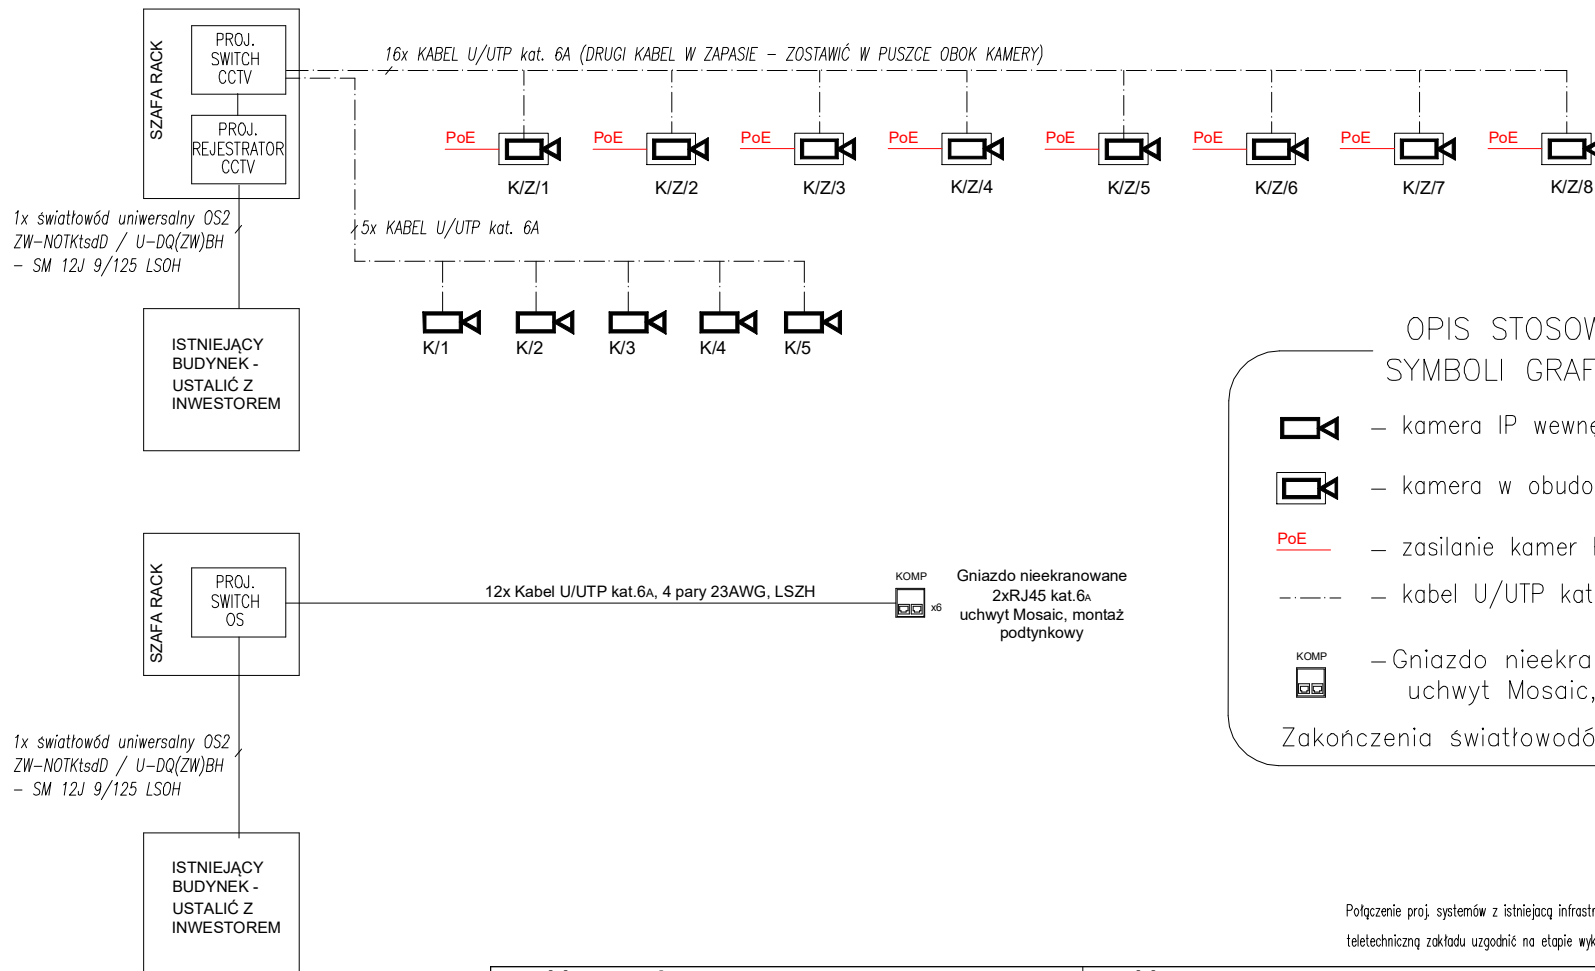 SZAFA RACK
PROJ.
SWITCH
CCTV
PROJ.
REJESTRATOR
CCTV
16x KABEL U/UTP kat. 6A (DRUGI KABEL W ZAPASIE – ZOSTAWIĆ W PUSZCE OBOK KAMERY)
PoE
PoE
PoE
PoE
PoE
PoE
PoE
PoE
K/Z/1
K/Z/2
K/Z/3
K/Z/4
K/Z/5
K/Z/6
K/Z/7
K/Z/8
1x światłowód uniwersalny OS2
ZW-NOTKtsdD / U-DQ(ZW)BH
– SM 12J 9/125 LSOH
5x KABEL U/UTP kat. 6A
K/1
K/2
K/3
K/4
K/5
ISTNIEJĄCY
BUDYNEK -
USTALIĆ Z
INWESTOREM
OPIS STOSOW
SYMBOLI GRAF
– kamera IP wewnę
– kamera w obudo
PoE
– zasilanie kamer
– kabel U/UTP kat
KOMP
– Gniazdo nieekra
uchwyt Mosaic,
Zakończenia światłowodó
SZAFA RACK
PROJ.
SWITCH
OS
12x Kabel U/UTP kat.6A, 4 pary 23AWG, LSZH
KOMP
x6
Gniazdo nieekranowane
2xRJ45 kat.6A
uchwyt Mosaic, montaż
podtynkowy
1x światłowód uniwersalny OS2
ZW-NOTKtsdD / U-DQ(ZW)BH
– SM 12J 9/125 LSOH
ISTNIEJĄCY
BUDYNEK -
USTALIĆ Z
INWESTOREM
Połączenie proj. systemów z istniejacą infrastr
teletechniczną zakładu uzgodnić na etapie wyk